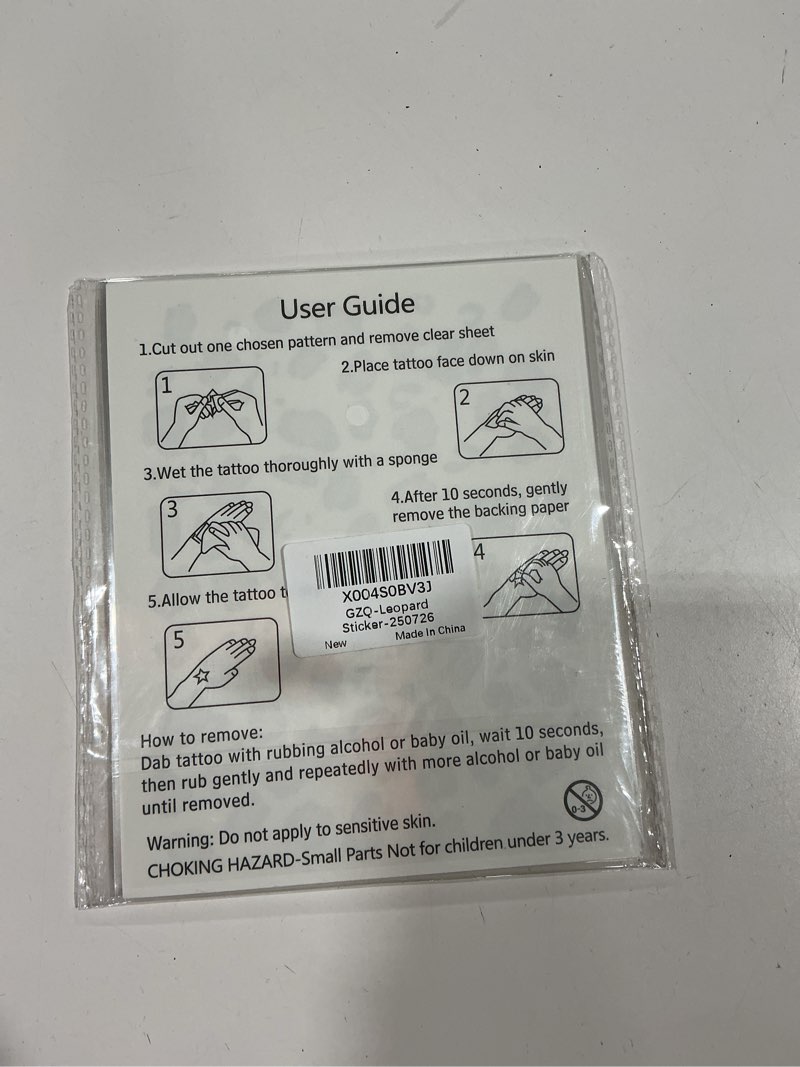 User Guide
1.Cut out one chosen pattern and remove clear sheet
2.Place tattoo face down on skin
1
2
3.Wet the tattoo thoroughly with a sponge
4.After 10 seconds, gently
remove the backing paper
3
4
5.Allow the tattoo
X004S0BV3J
GZQ-Leopard
Sticker-250726
New Made In China
5
How to remove:
Dab tattoo with rubbing alcohol or baby oil, wait 10 seconds,
then rub gently and repeatedly with more alcohol or baby oil
until removed.
0-3
Warning: Do not apply to sensitive skin.
CHOKING HAZARD-Small Parts Not for children under 3 years.